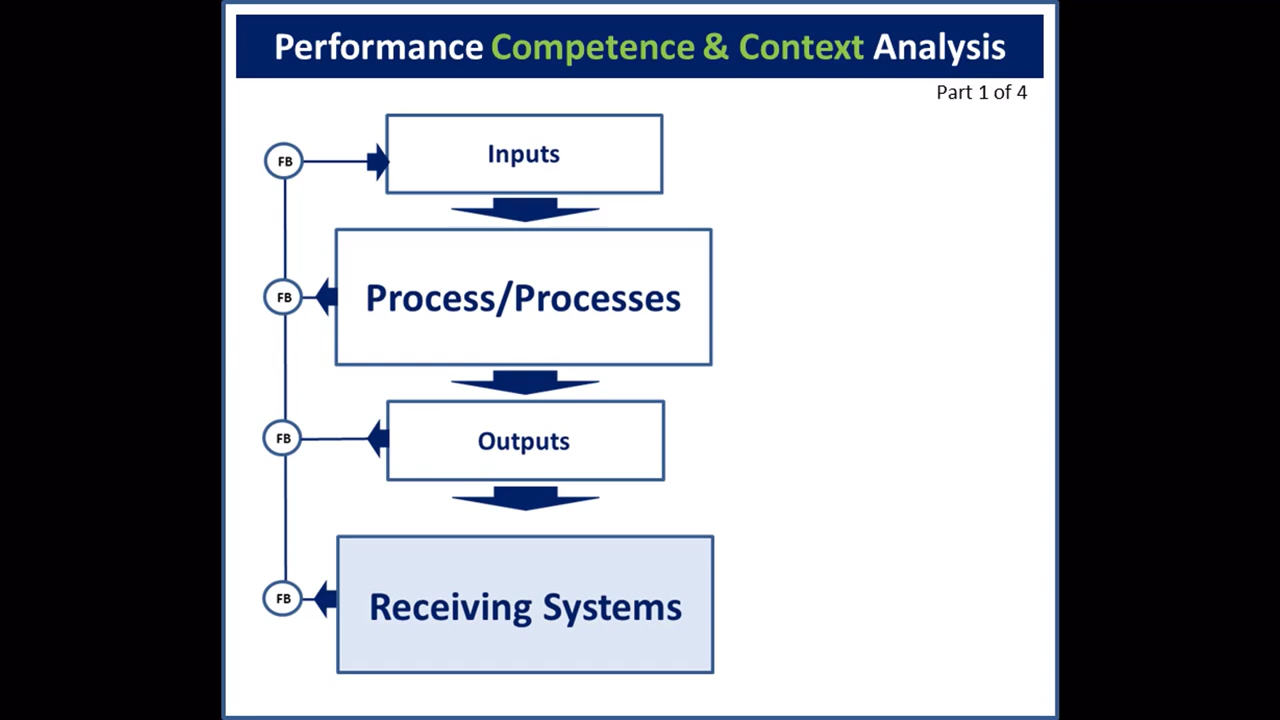 Performance Competence & Context Analysis
Part 1 of 4
Inputs
FB
Process/Processes
FB
Outputs
FB
Receiving Systems
FB